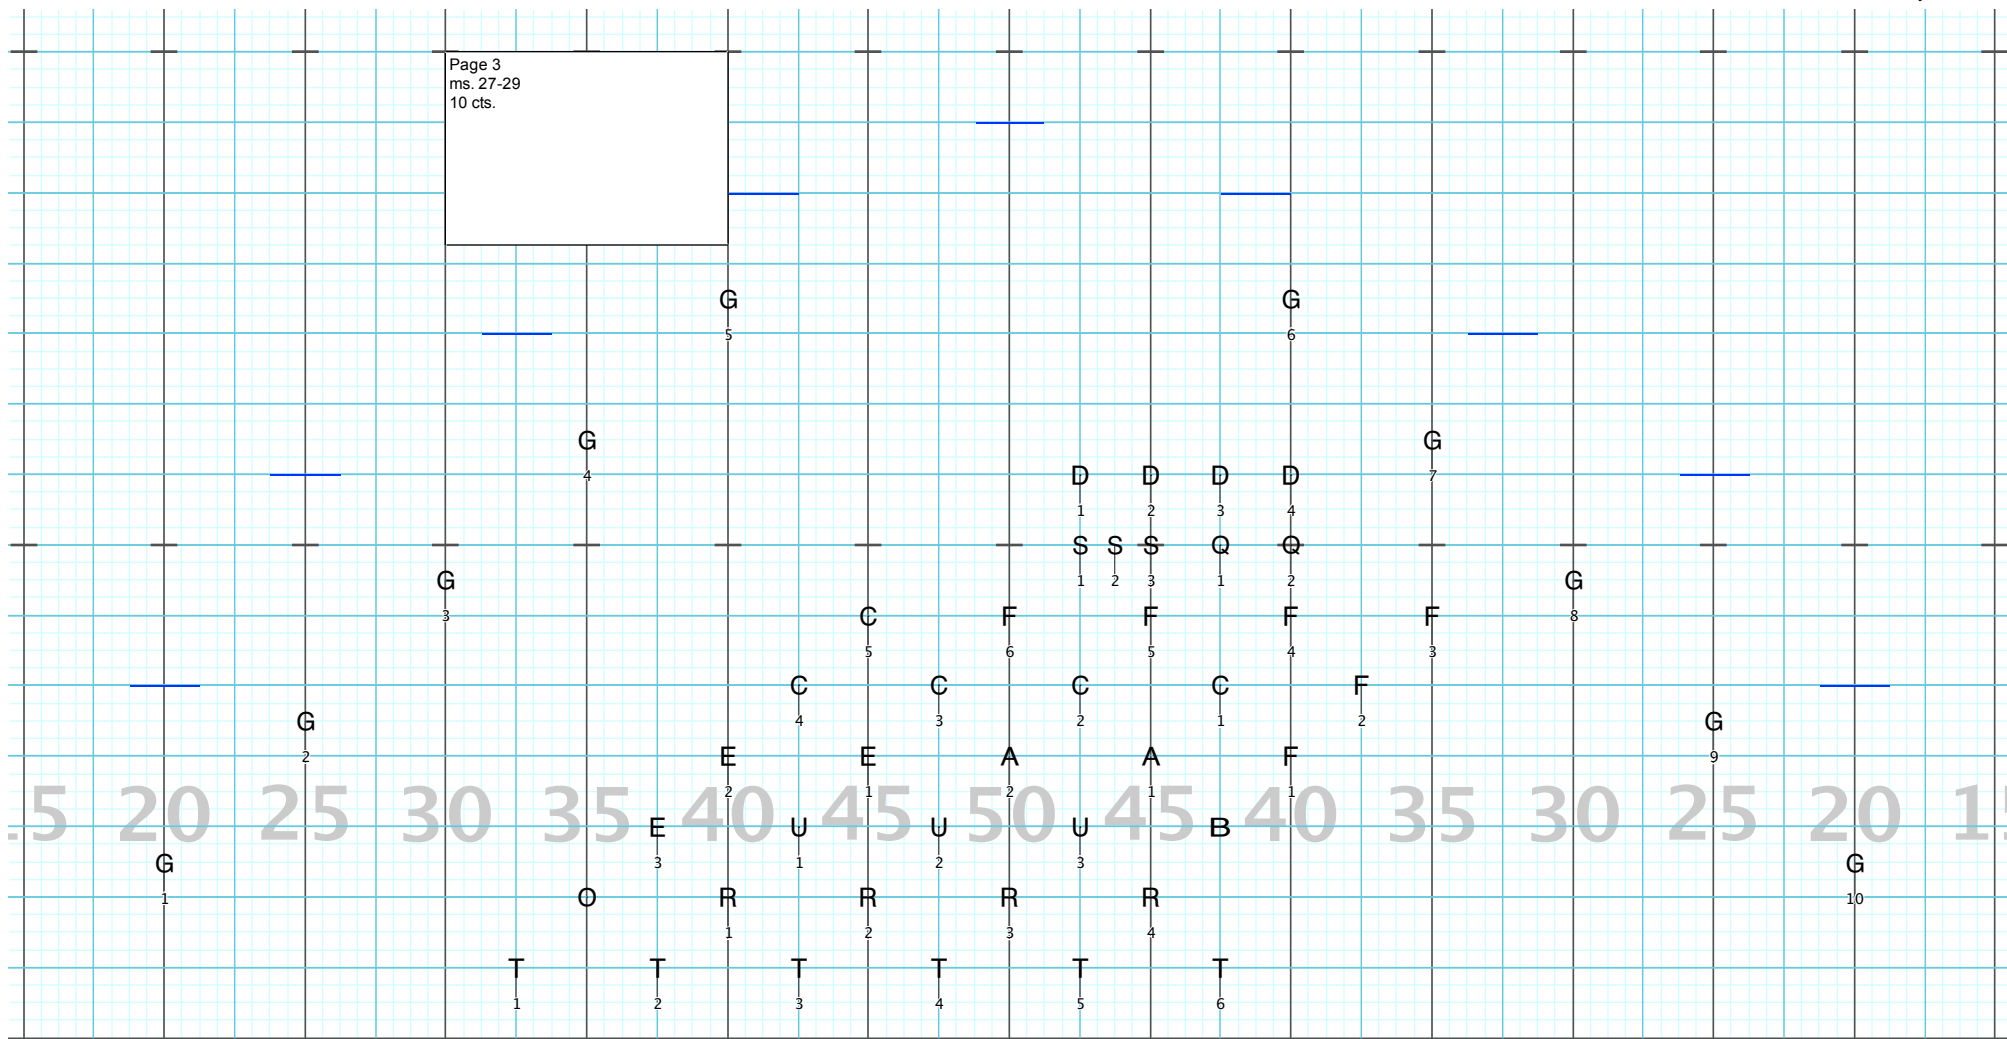 Page 3
ms. 27-29
10 cts.
G G
5 6
G G
4 7
D D D D
1 2 3 4
S S S Q Q
1 2 3 1 2
G G
3 8
C F F F F
5 6 5 4 3
C C C C F
4 3 2 1 2
G G
2 9
E E A A F
2 1 2 1 1
5 20 25 30 35 40 45 50 45 40 35 30 25 20 1
E U U U B
3 1 2 3
G G
1 10
O R R R R
1 2 3 4
T T T T T T
1 2 3 4 5 6